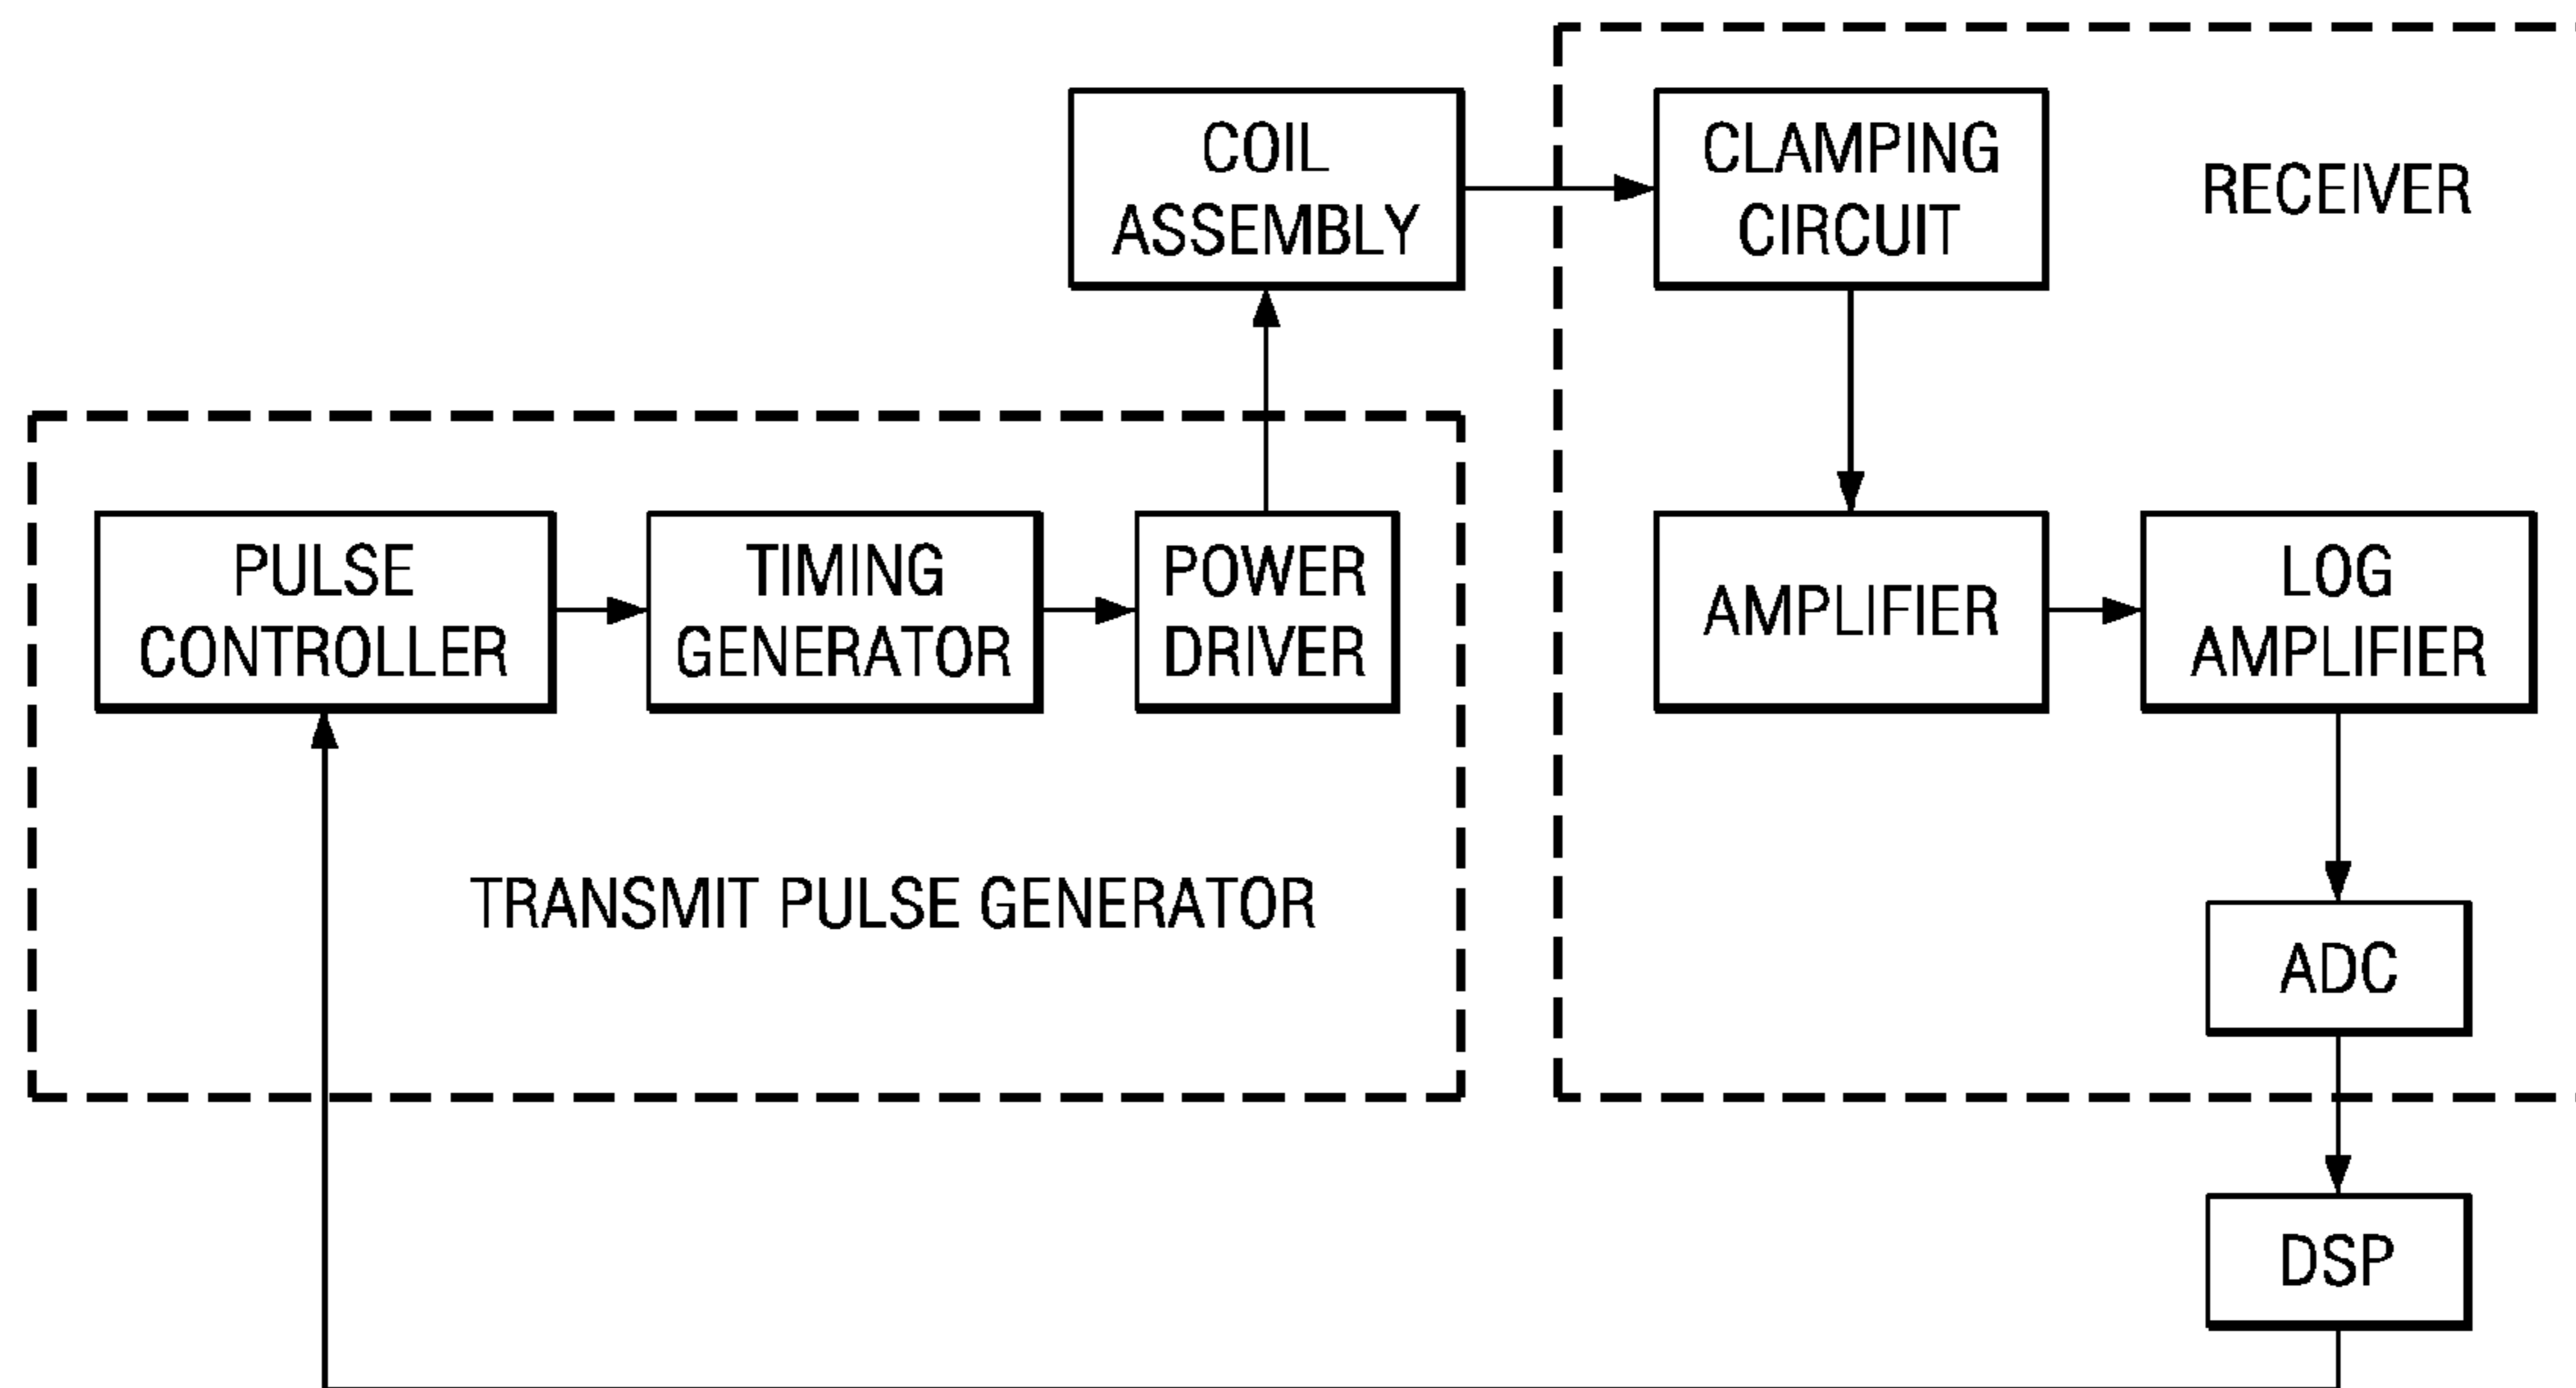 COIL
ASSEMBLY
CLAMPING
CIRCUIT
RECEIVER
PULSE
CONTROLLER
TIMING
GENERATOR
POWER
DRIVER
AMPLIFIER
LOG
AMPLIFIER
TRANSMIT PULSE GENERATOR
ADC
DSP